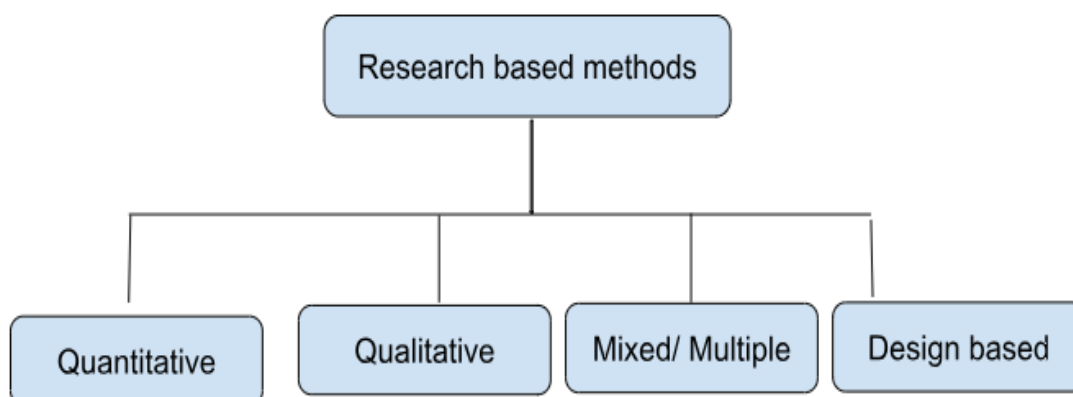 Research based methods
Quantitative
Qualitative
Mixed/ Multiple
Design based